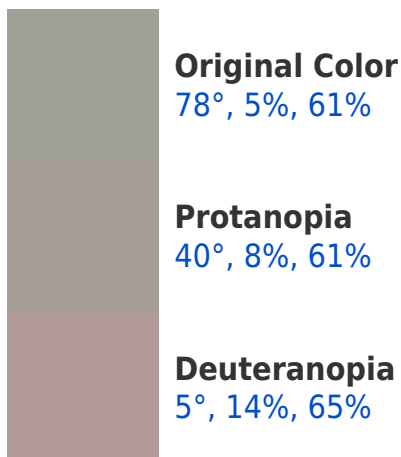 Original Color
78°, 5%, 61%
Protanopia
40°, 8%, 61%
Deuteranopia
5°, 14%, 65%